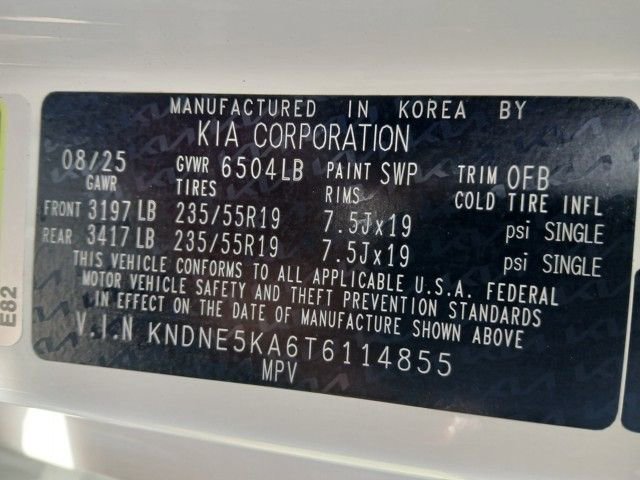 MANUFACTURED IN KOREA BY
KIA CORPORATION
08/25 GVWR 6504LB PAINT SWP TRIM OFB
GAWR TIRES RIMS COLD TIRE INFL
FRONT 3197 LB 235/55R19 7.5Jx19 psi SINGLE
REAR 3417 LB 235/55R19 7.5Jx19 psi SINGLE
THIS VEHICLE CONFORMS TO ALL APPLICABLE U.S.A. FEDERAL
MOTOR VEHICLE SAFETY AND THEFT PREVENTION STANDARDS
IN EFFECT ON THE DATE OF MANUFACTURE SHOWN ABOVE
V.I.N KNDNE5KA6T6114855
MPV
E82